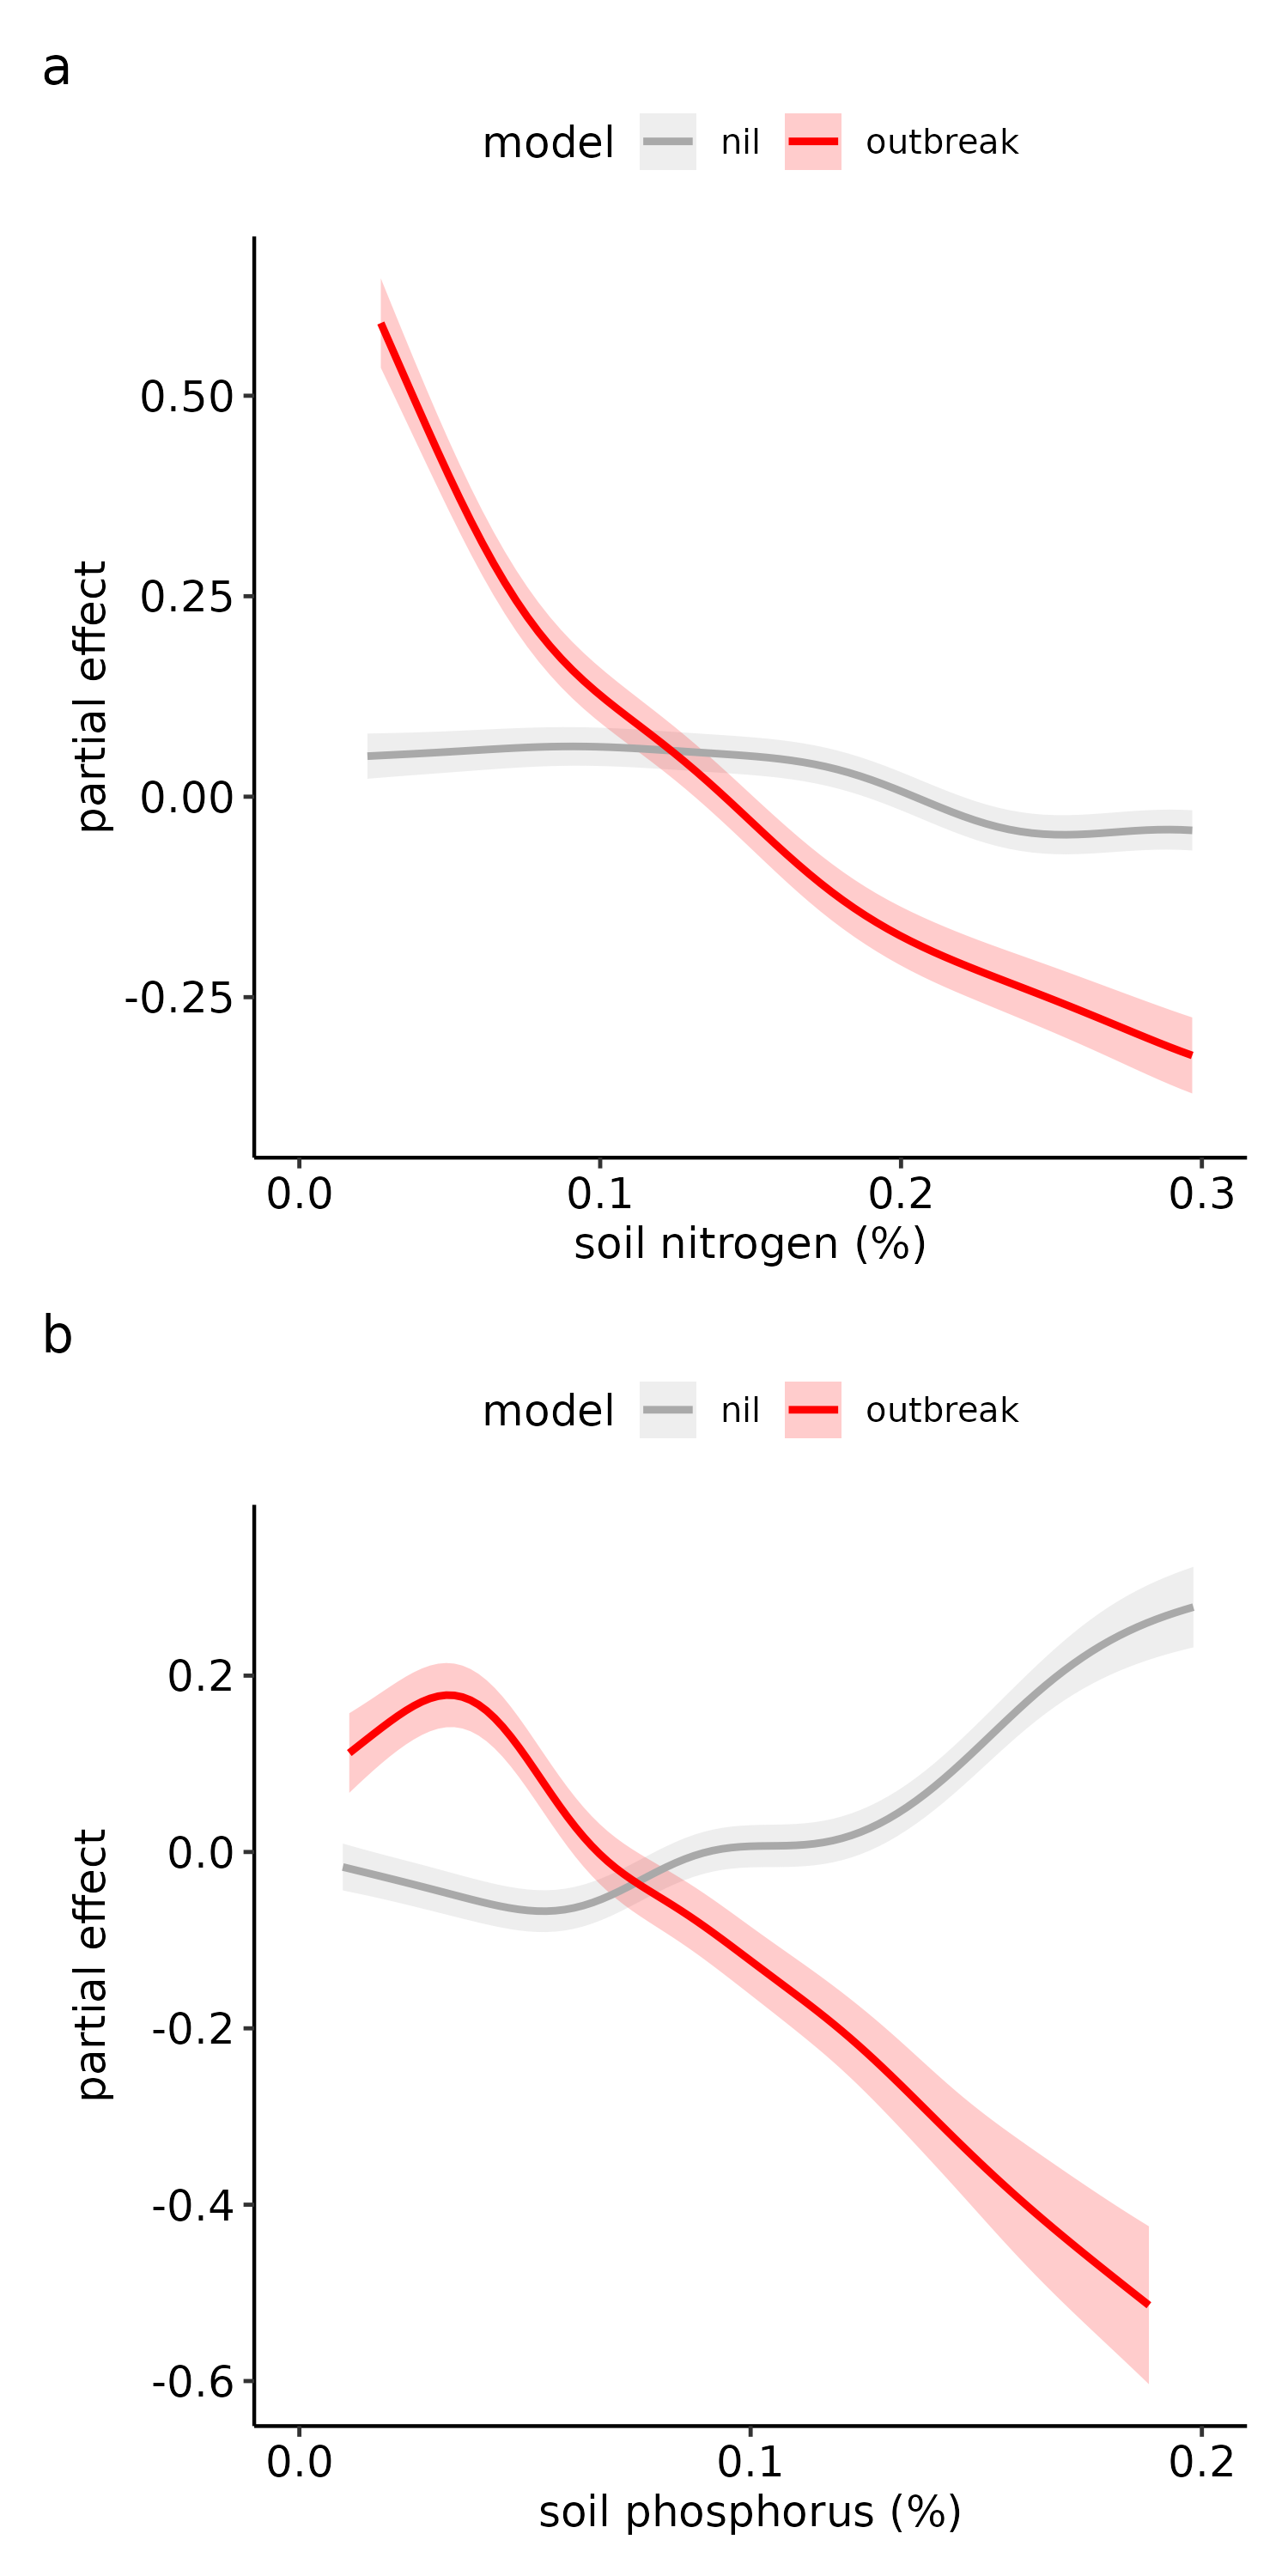 a
model nil outbreak
partial effect
0.50
0.25
0.00
-0.25
0.0 0.1 0.2 0.3
soil nitrogen (%)
b
model nil outbreak
partial effect
0.2
0.0
-0.2
-0.4
-0.6
0.0 0.1 0.2
soil phosphorus (%)